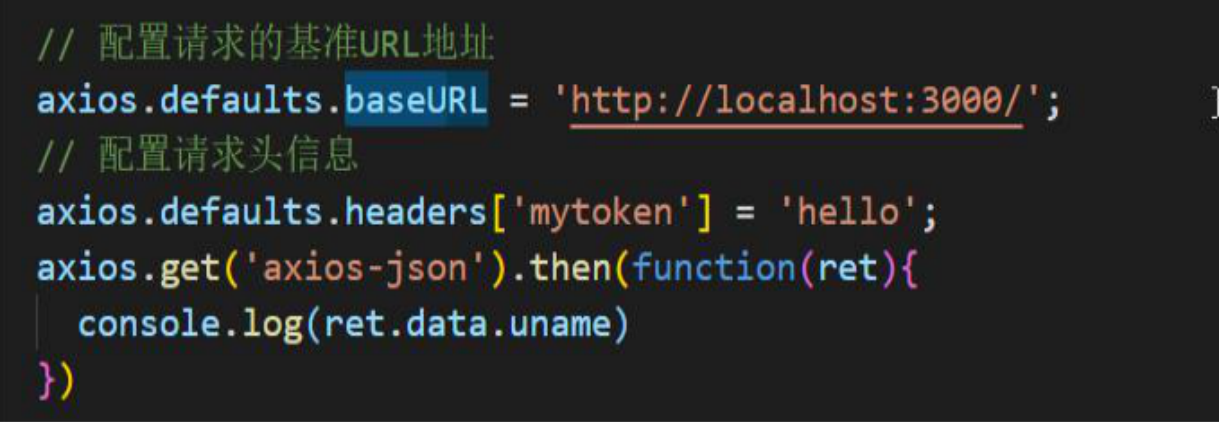 // 配置请求的基准URL地址
axios.defaults.baseURL = 'http://localhost:3000/';
// 配置请求头信息
axios.defaults.headers['mytoken'] = 'hello';
axios.get('axios-json').then(function(ret){
  console.log(ret.data.uname)
})